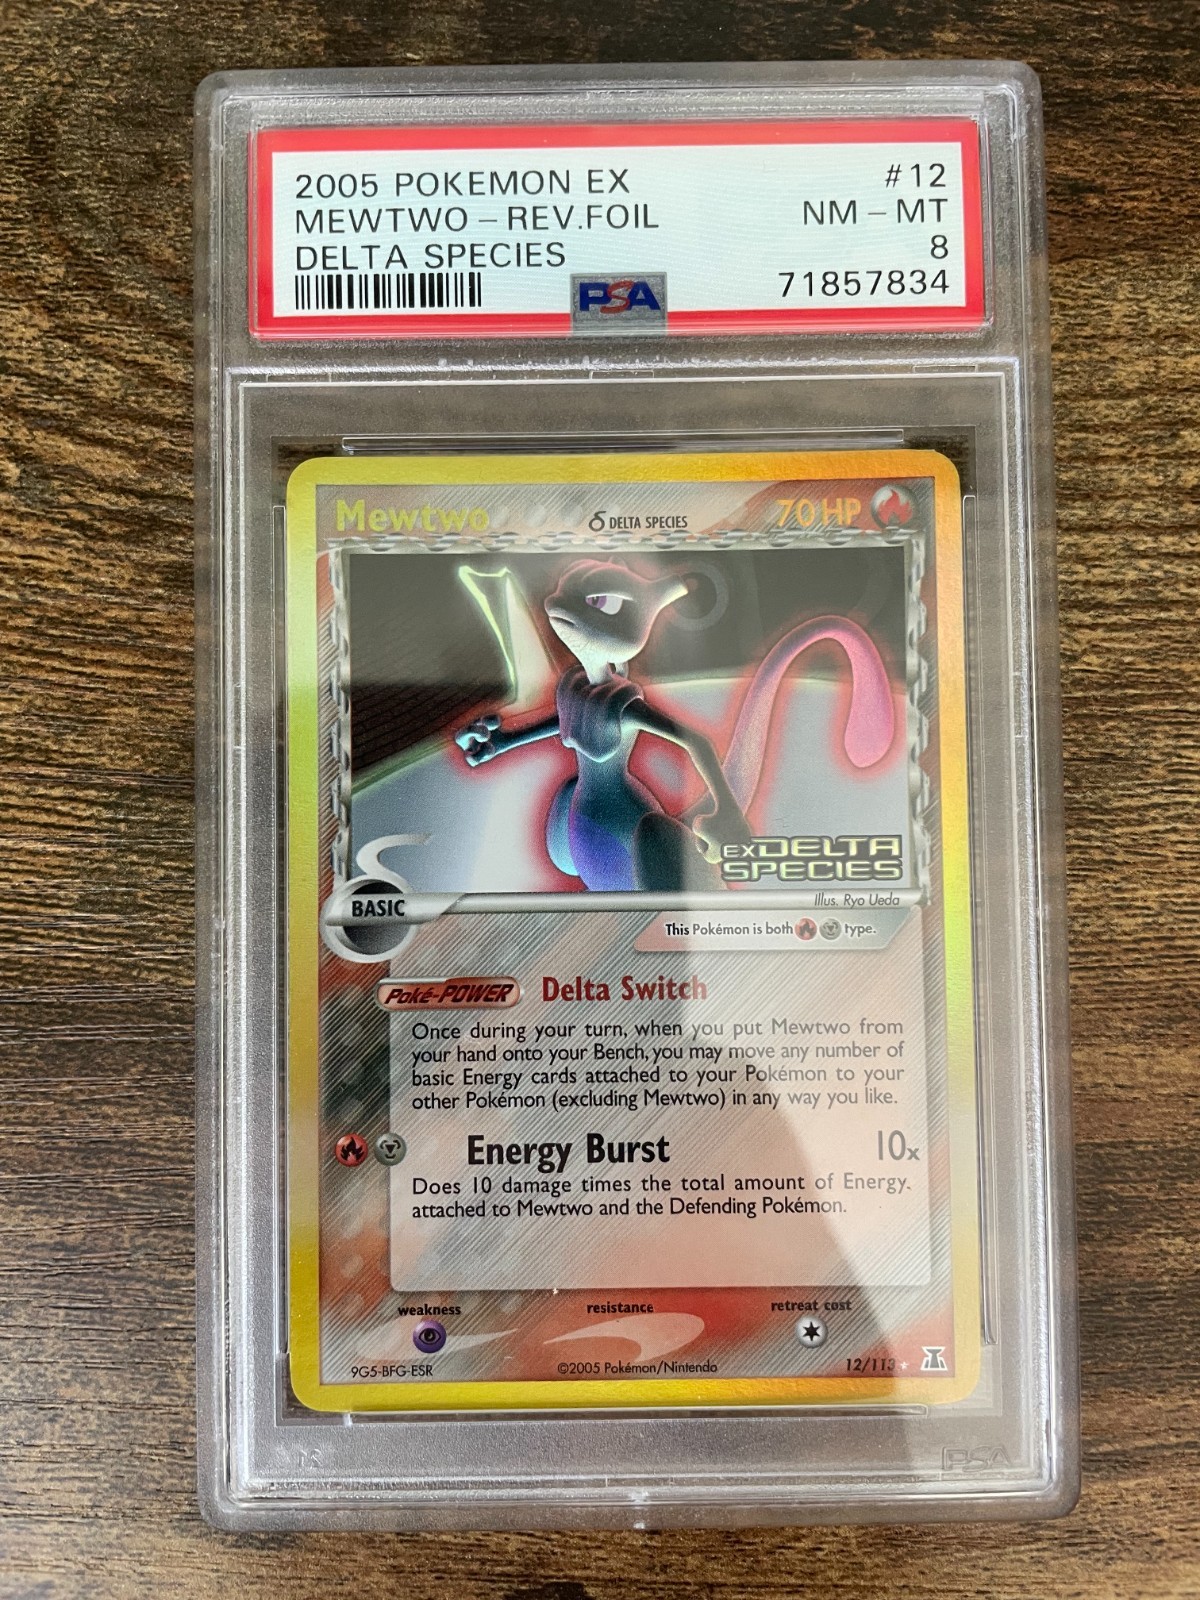 2005 POKEMON EX #12
MEWTWO – REV.FOIL NM – MT
DELTA SPECIES 8
PSA 71857834
Mewtwo δ DELTA SPECIES 70 HP
EX DELTA
SPECIES
BASIC
Illus. Ryo Ueda
This Pokémon is both type.
Poké-POWER Delta Switch
Once during your turn, when you put Mewtwo from
your hand onto your Bench, you may move any number of
basic Energy cards attached to your Pokémon to your
other Pokémon (excluding Mewtwo) in any way you like.
Energy Burst 10x
Does 10 damage times the total amount of Energy
attached to Mewtwo and the Defending Pokémon.
weakness resistance retreat cost
9G5-BFG-ESR ©2005 Pokémon/Nintendo 12/113 ★
PSA